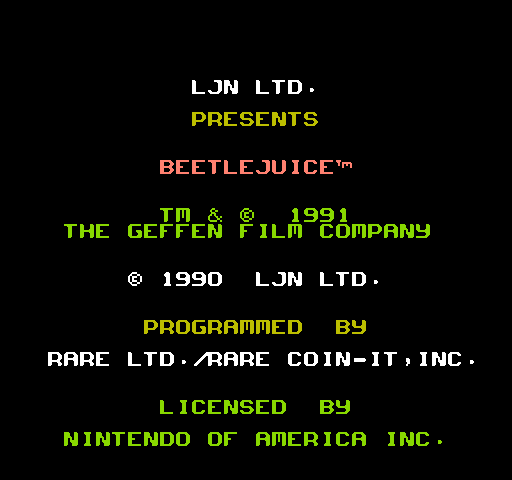 LJN LTD.
PRESENTS
BEETLEJUICE™
TM & © 1991
THE GEFFEN FILM COMPANY
© 1990 LJN LTD.
PROGRAMMED BY
RARE LTD./RARE COIN-IT,INC.
LICENSED BY
NINTENDO OF AMERICA INC.